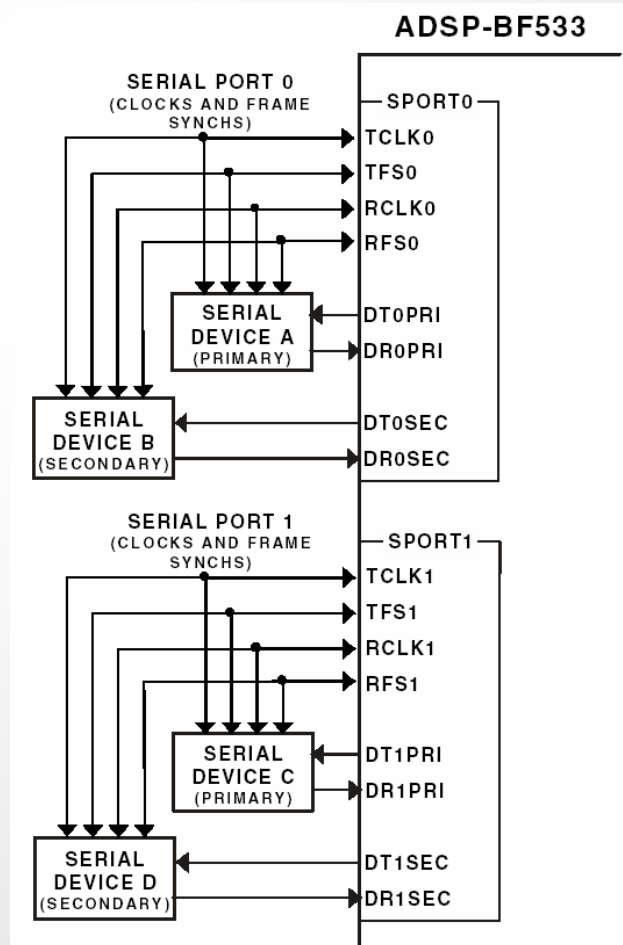 ADSP-BF533
SERIAL PORT 0
(CLOCKS AND FRAME
SYNCHS)
SPORT0
TCLK0
TFS0
RCLK0
RFS0
SERIAL
DEVICE A
(PRIMARY)
DT0PRI
DR0PRI
SERIAL
DEVICE B
(SECONDARY)
DT0SEC
DR0SEC
SERIAL PORT 1
(CLOCKS AND FRAME
SYNCHS)
SPORT1
TCLK1
TFS1
RCLK1
RFS1
SERIAL
DEVICE C
(PRIMARY)
DT1PRI
DR1PRI
SERIAL
DEVICE D
(SECONDARY)
DT1SEC
DR1SEC